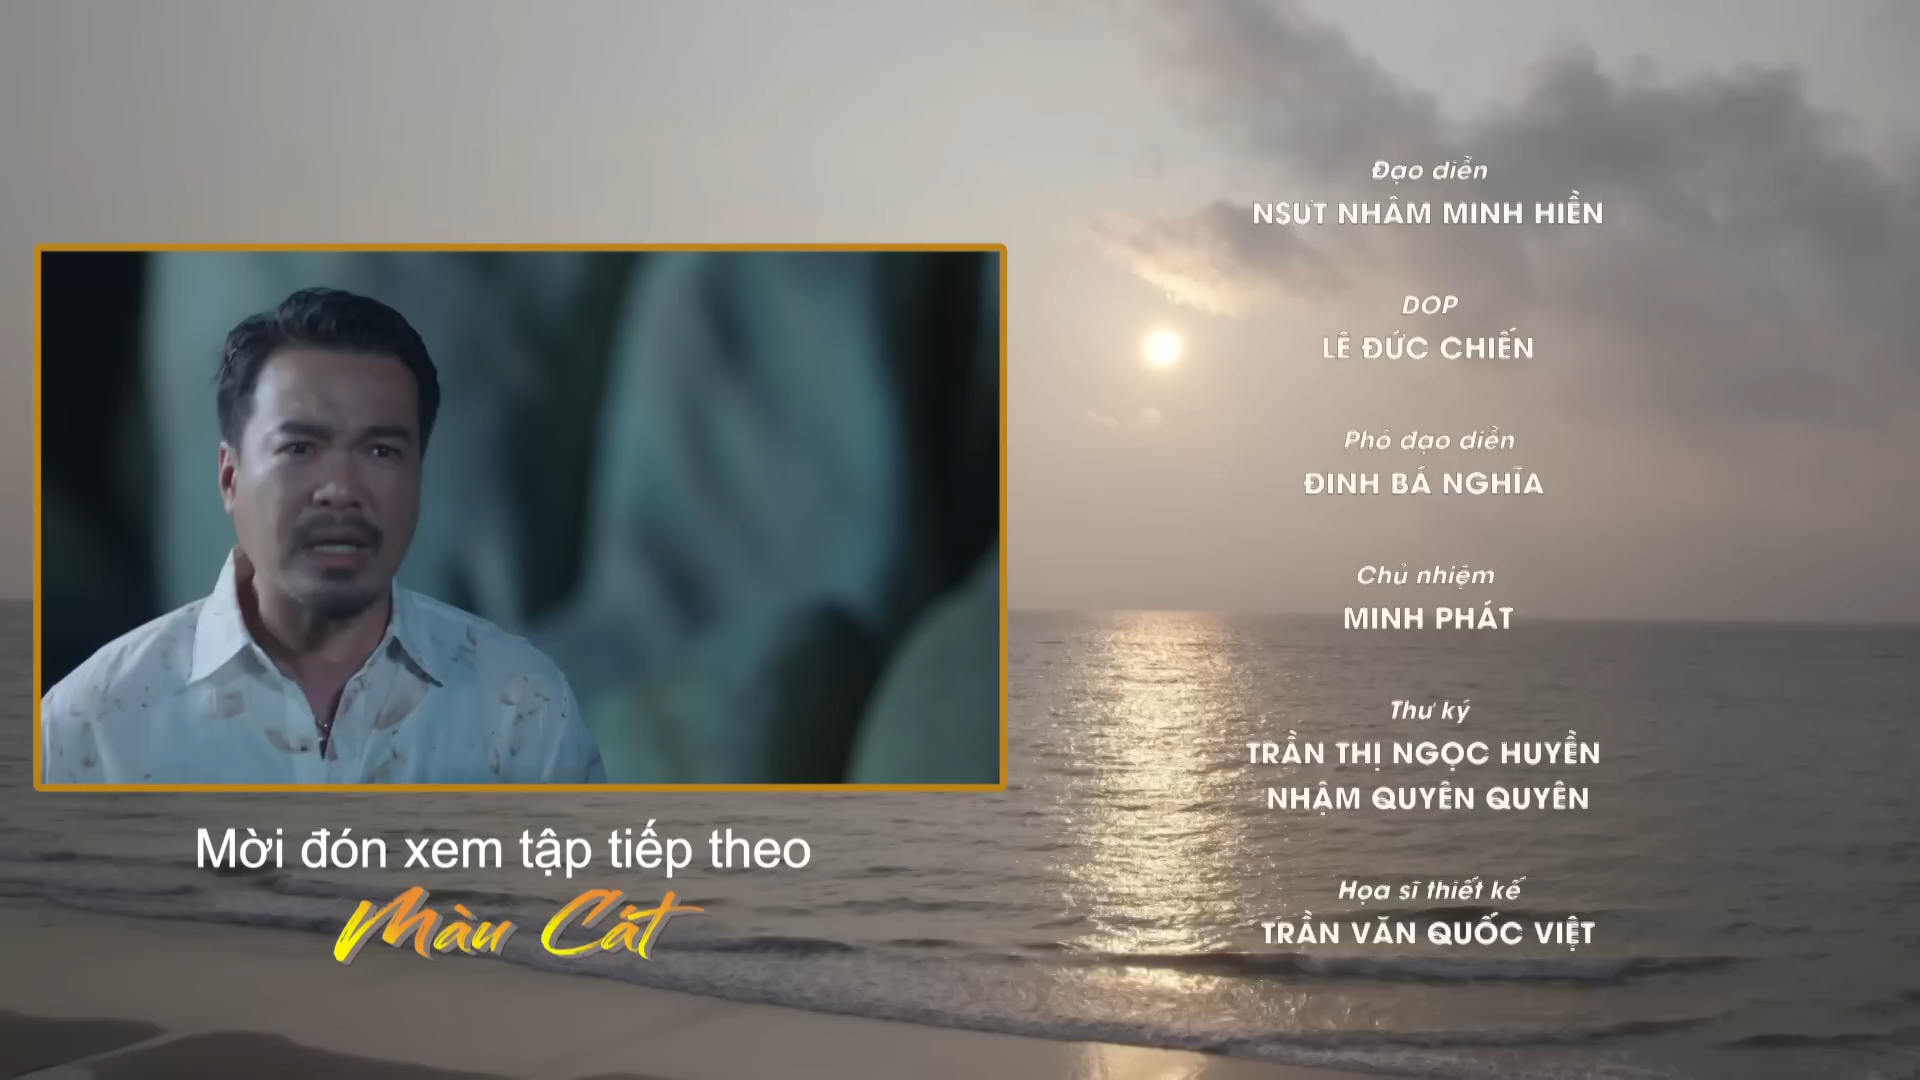 Đạo diễn
NSƯT NHÂM MINH HIỀN
DOP
LÊ ĐỨC CHIẾN
Phó đạo diễn
ĐINH BÁ NGHĨA
Chủ nhiệm
MINH PHÁT
Thư ký
TRẦN THỊ NGỌC HUYỀN
NHẬM QUYÊN QUYÊN
Họa sĩ thiết kế
TRẦN VĂN QUỐC VIỆT
Mời đón xem tập tiếp theo
Màu Cát